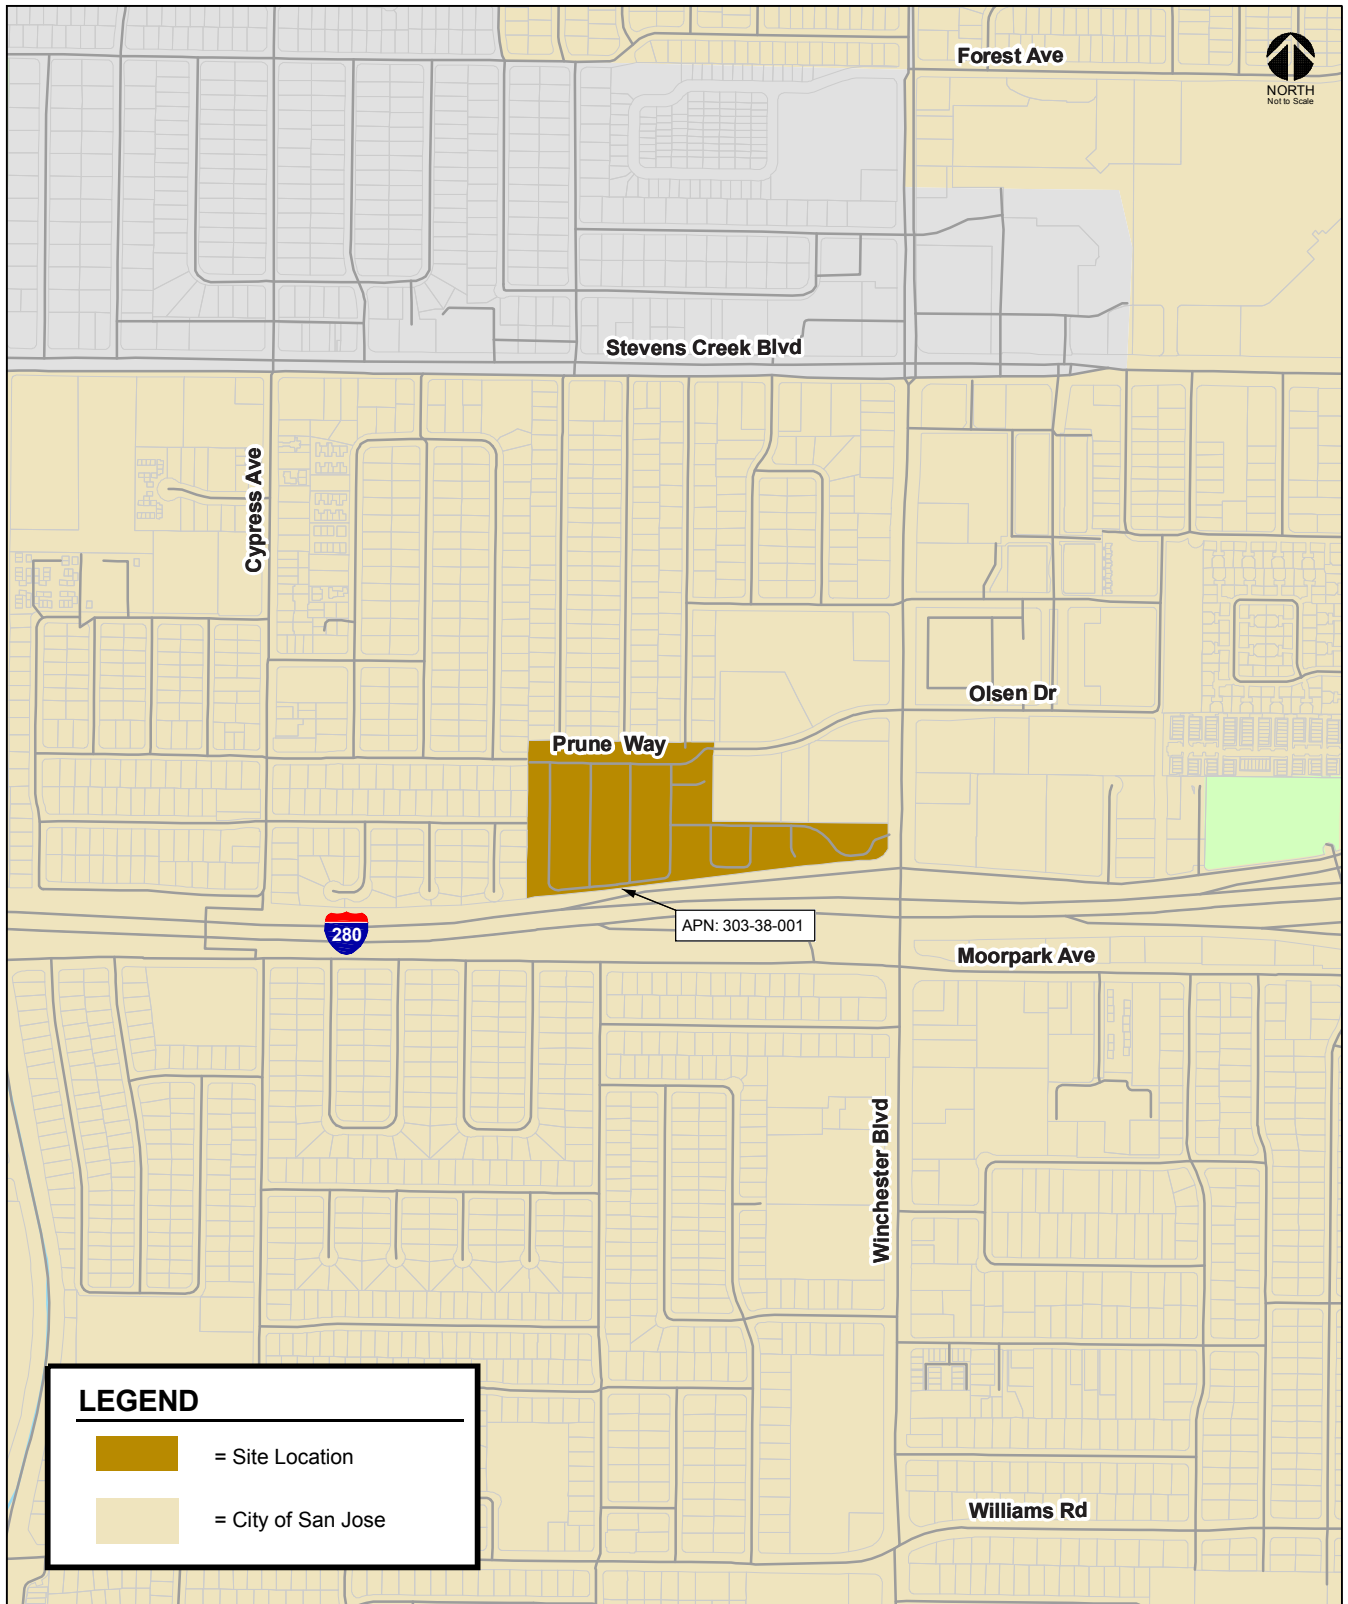 Forest Ave
NORTH
Not to Scale
Stevens Creek Blvd
Cypress Ave
Olsen Dr
Prune Way
APN: 303-38-001
280
Moorpark Ave
Winchester Blvd
LEGEND
= Site Location
= City of San Jose
Williams Rd